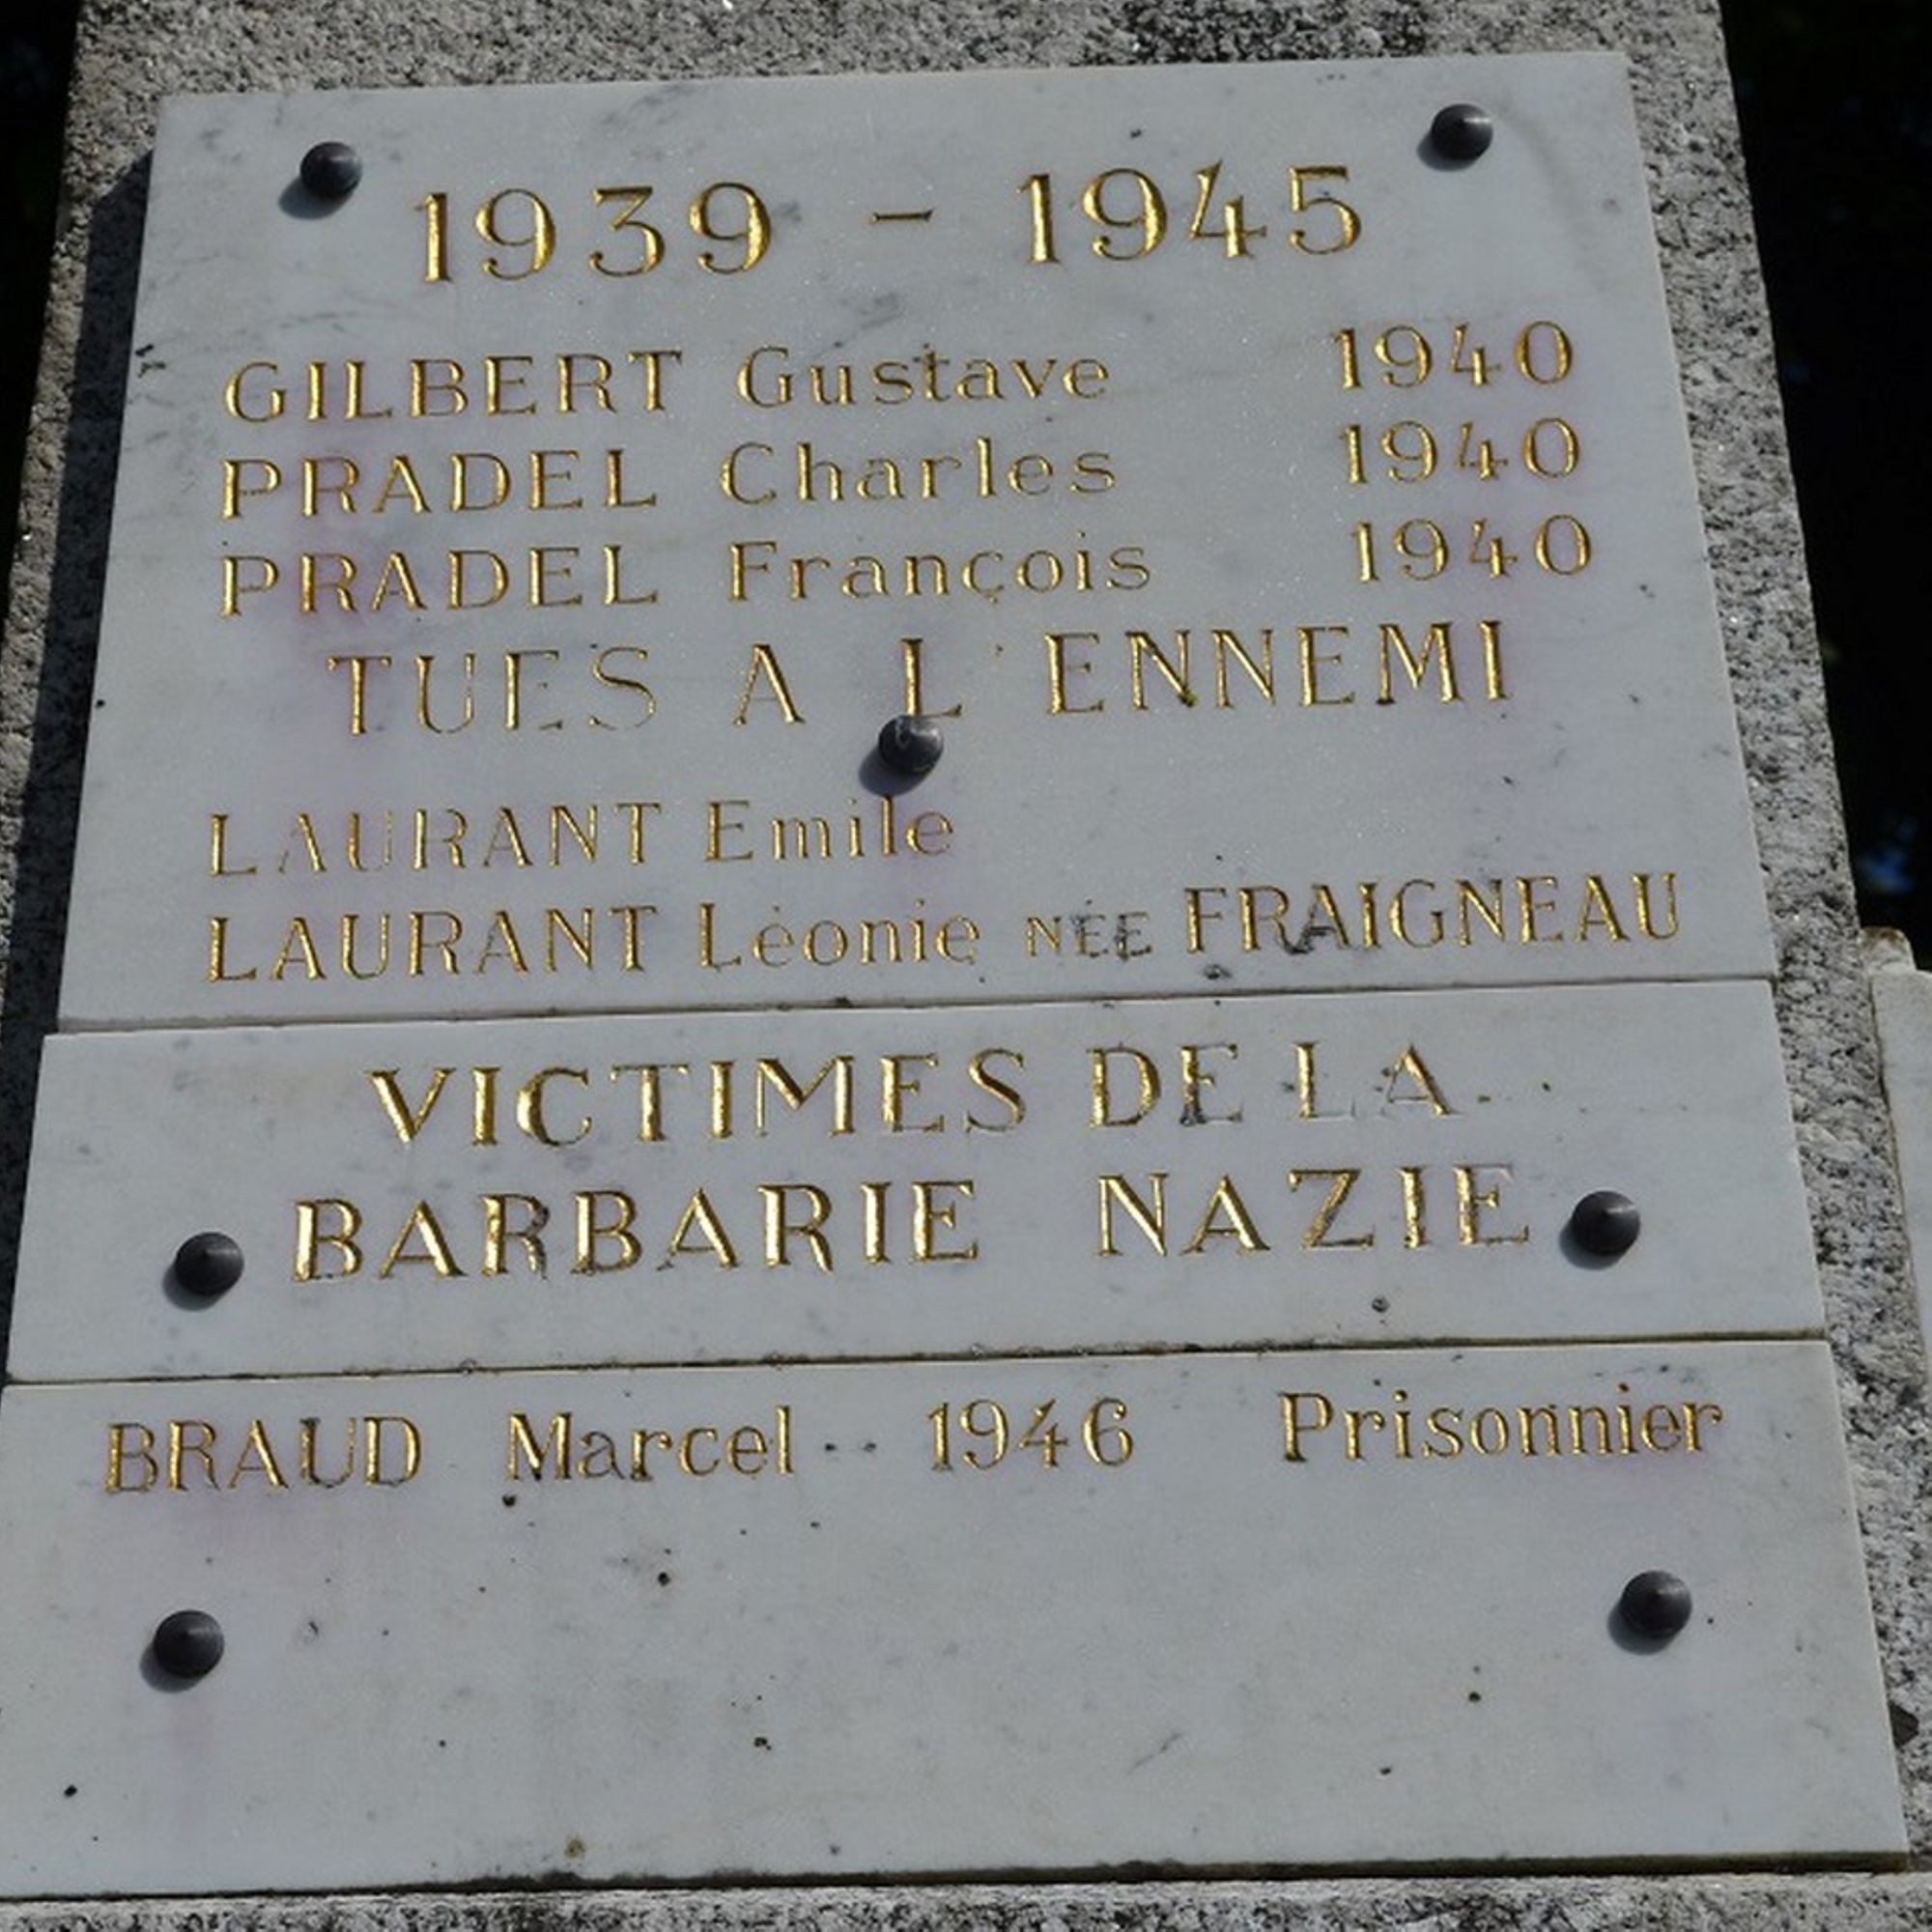 1939 - 1945
GILBERT Gustave 1940
PRADEL Charles 1940
PRADEL François 1940
TUES A L'ENNEMI
LAURANT Emile
LAURANT Léonie NÉE FRAIGNEAU
VICTIMES DE LA
BARBARIE NAZIE
BRAUD Marcel 1946 Prisonnier